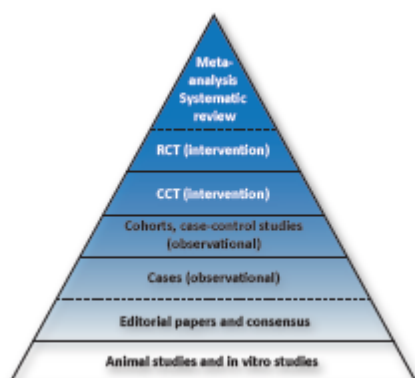 Meta-
analysis
Systematic
review
RCT (intervention)
CCT (intervention)
Cohorts, case-control studies
(observational)
Cases (observational)
Editorial papers and consensus
Animal studies and in vitro studies